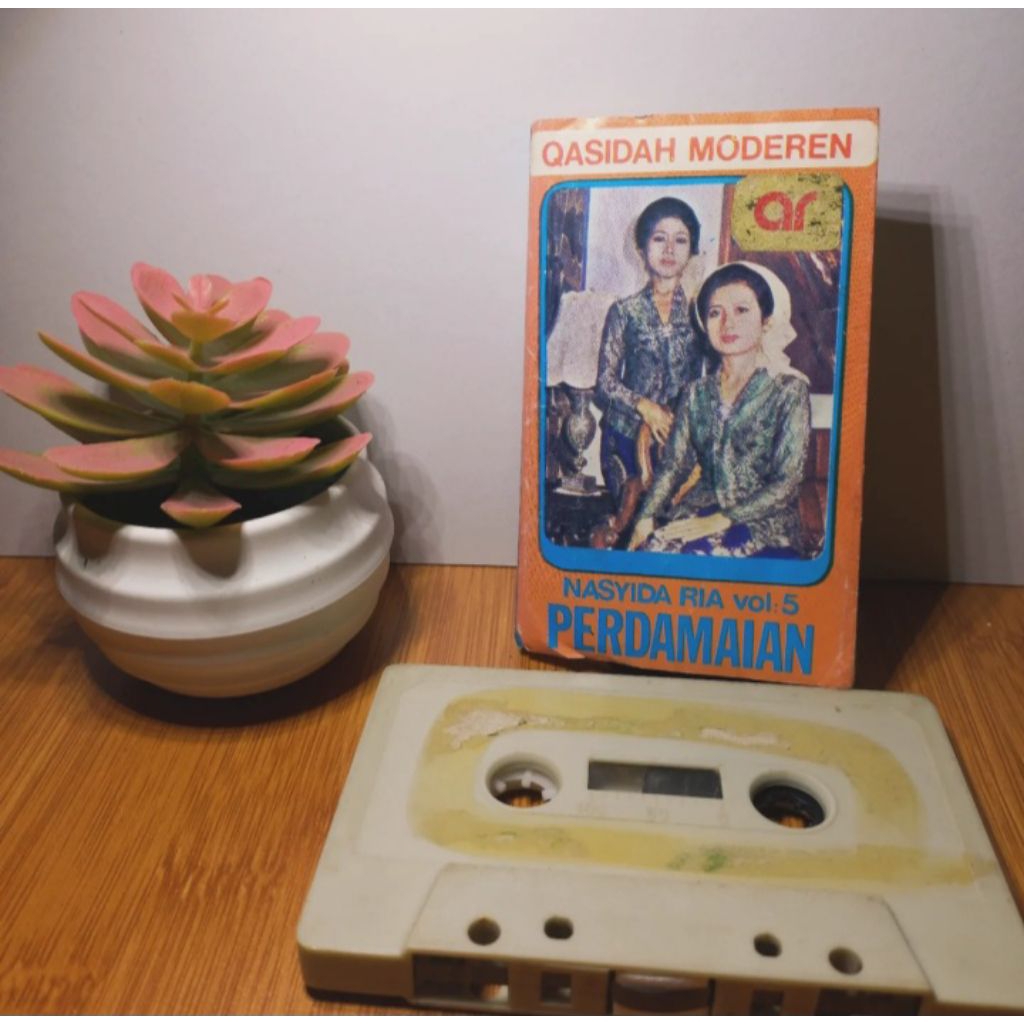 QASIDAH MODEREN
ar
NASYIDA RIA vol:5
PERDAMAIAN